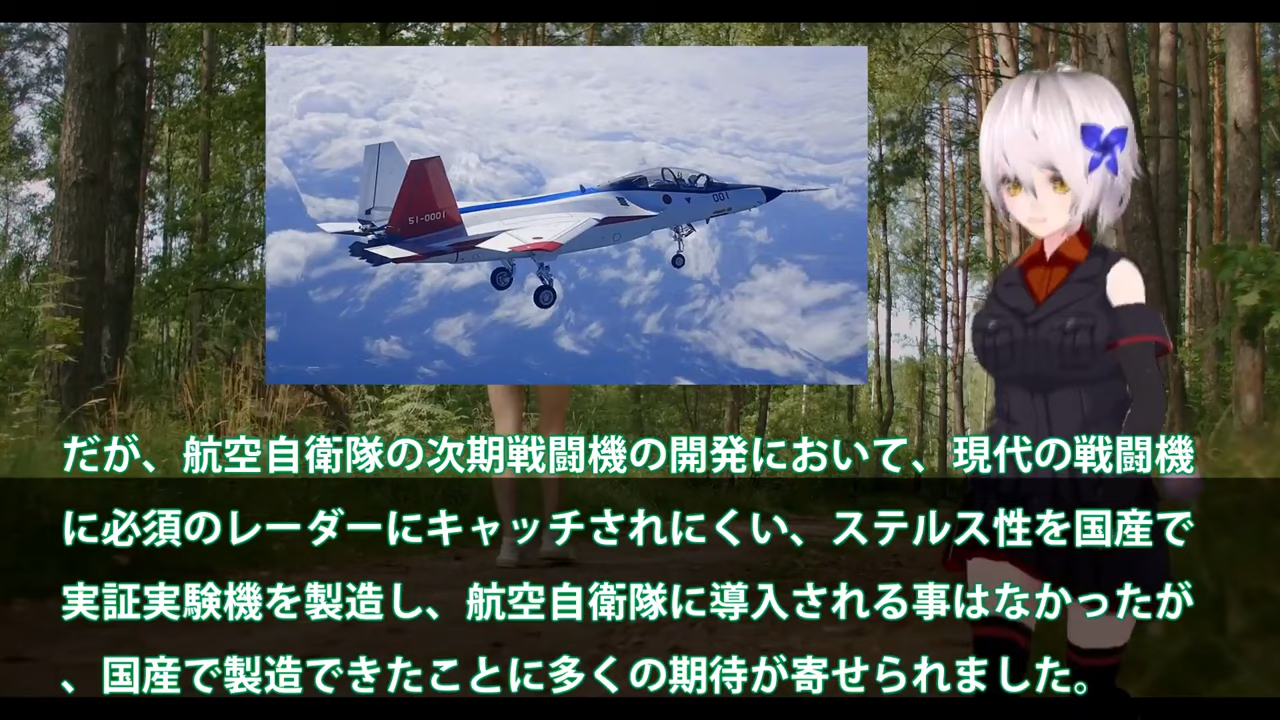 51-0001
001
だが、航空自衛隊の次期戦闘機の開発において、現代の戦闘機
に必須のレーダーにキャッチされにくい、ステルス性を国産で
実証実験機を製造し、航空自衛隊に導入される事はなかったが
、国産で製造できたことに多くの期待が寄せられました。